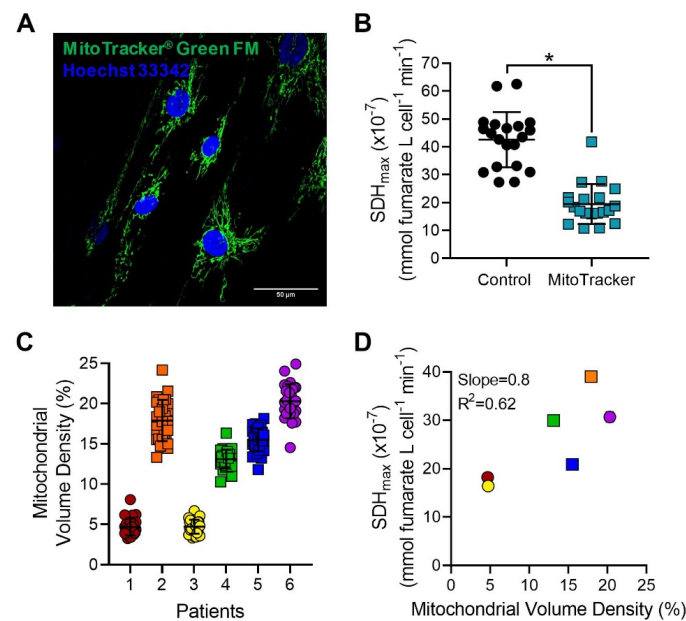 A
MitoTracker® Green FM
Hoechst 33342
50 µm
B
SDHmax (x10-7)
(mmol fumarate L cell-1 min-1)
70
60
50
40
30
20
10
0
*
Control MitoTracker
C
Mitochondrial
Volume Density (%)
25
20
15
10
5
0
1 2 3 4 5 6
Patients
D
SDHmax (x10-7)
(mmol fumarate L cell-1 min-1)
40
30
20
10
0
Slope=0.8
R2=0.62
0 5 10 15 20 25
Mitochondrial Volume Density (%)